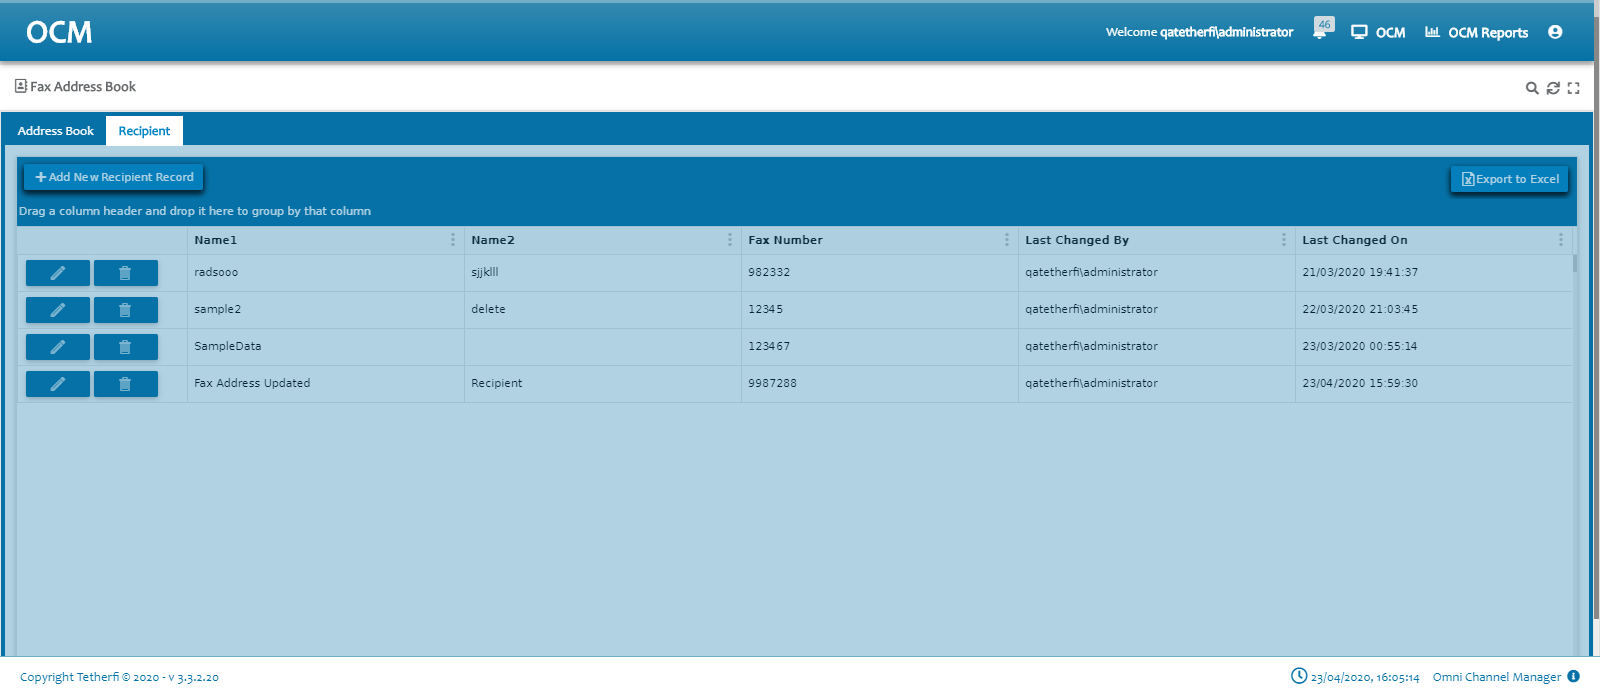 OCM
Welcome qatetherfi\administrator 46 OCM OCM Reports
Fax Address Book
Address Book Recipient
Add New Recipient Record Export to Excel
Drag a column header and drop it here to group by that column
Name1 Name2 Fax Number Last Changed By Last Changed On
radsooo sjjklll 982332 qatetherfi\administrator 21/03/2020 19:41:37
sample2 delete 12345 qatetherfi\administrator 22/03/2020 21:03:45
SampleData 123467 qatetherfi\administrator 23/03/2020 00:55:14
Fax Address Updated Recipient 9987288 qatetherfi\administrator 23/04/2020 15:59:30
Copyright Tetherfi © 2020 - v 3.3.2.20 23/04/2020, 16:05:14 Omni Channel Manager